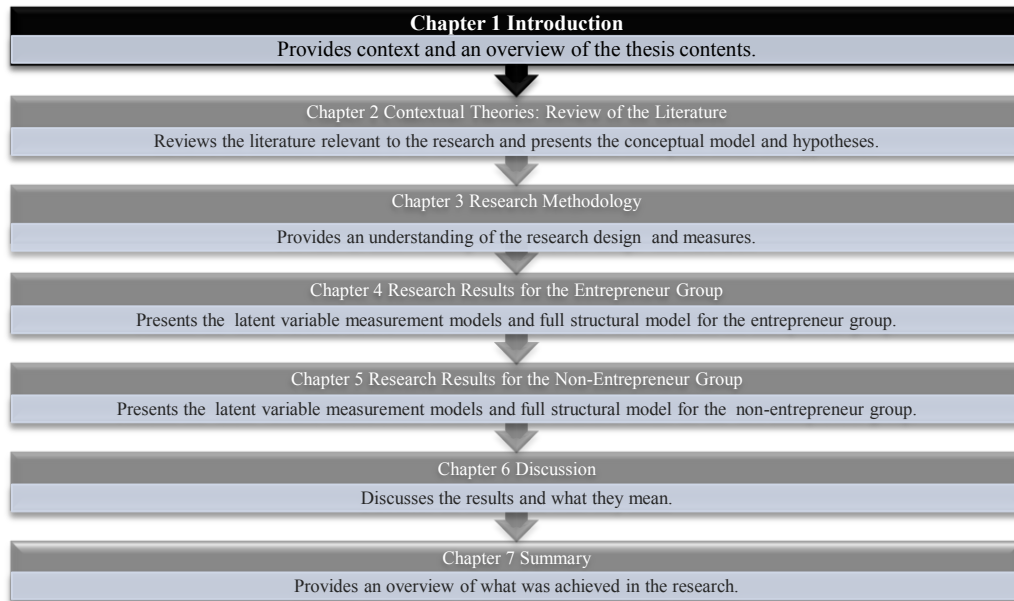 Chapter 1 Introduction
Provides context and an overview of the thesis contents.
Chapter 2 Contextual Theories: Review of the Literature
Reviews the literature relevant to the research and presents the conceptual model and hypotheses.
Chapter 3 Research Methodology
Provides an understanding of the research design and measures.
Chapter 4 Research Results for the Entrepreneur Group
Presents the latent variable measurement models and full structural model for the entrepreneur group.
Chapter 5 Research Results for the Non-Entrepreneur Group
Presents the latent variable measurement models and full structural model for the non-entrepreneur group.
Chapter 6 Discussion
Discusses the results and what they mean.
Chapter 7 Summary
Provides an overview of what was achieved in the research.